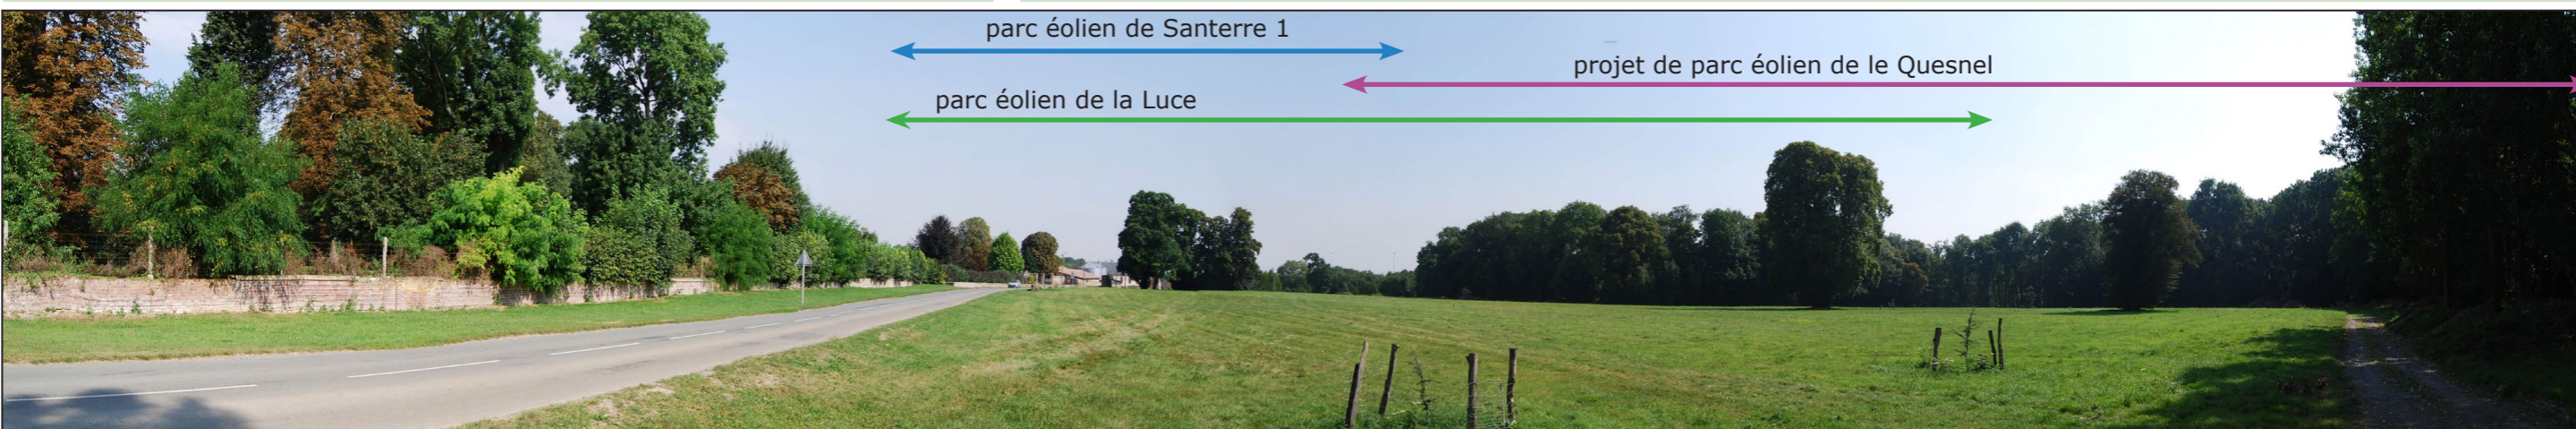 parc éolien de Santerre 1
projet de parc éolien de le Quesnel
parc éolien de la Luce